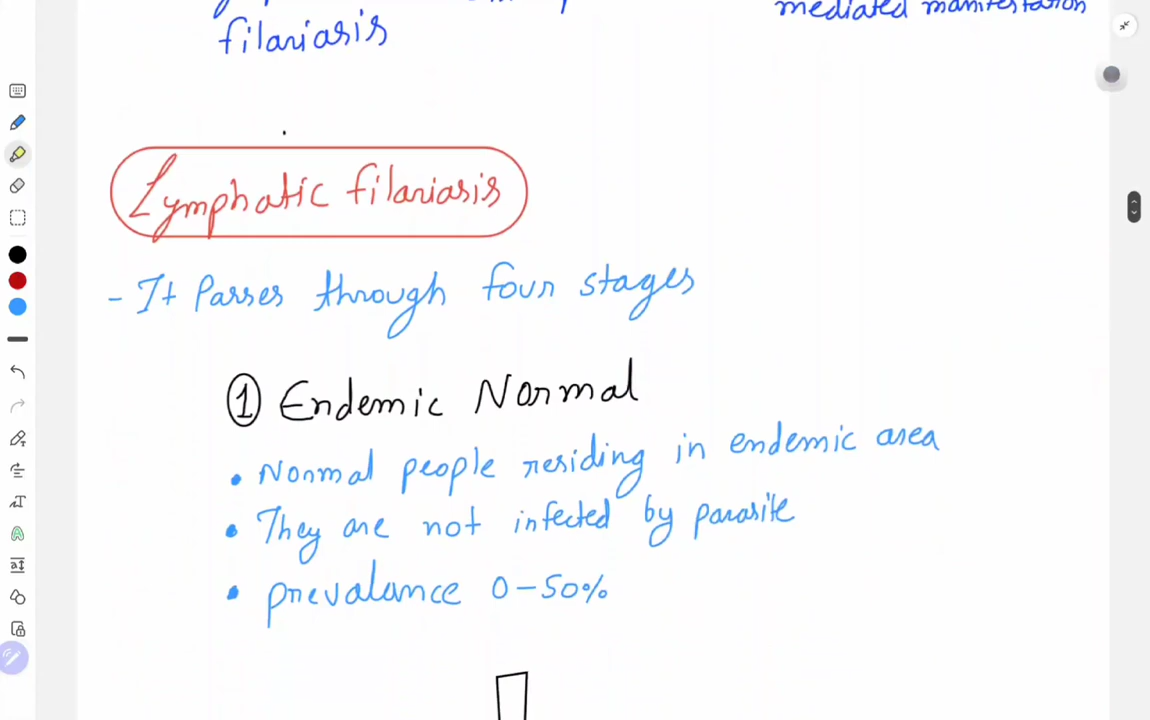 mediated manifestation
filariasis
Lymphatic filariasis
- It Passes through four stages
① Endemic Normal
• Normal people residing in endemic area
• They are not infected by parasite
• prevalance 0-50%